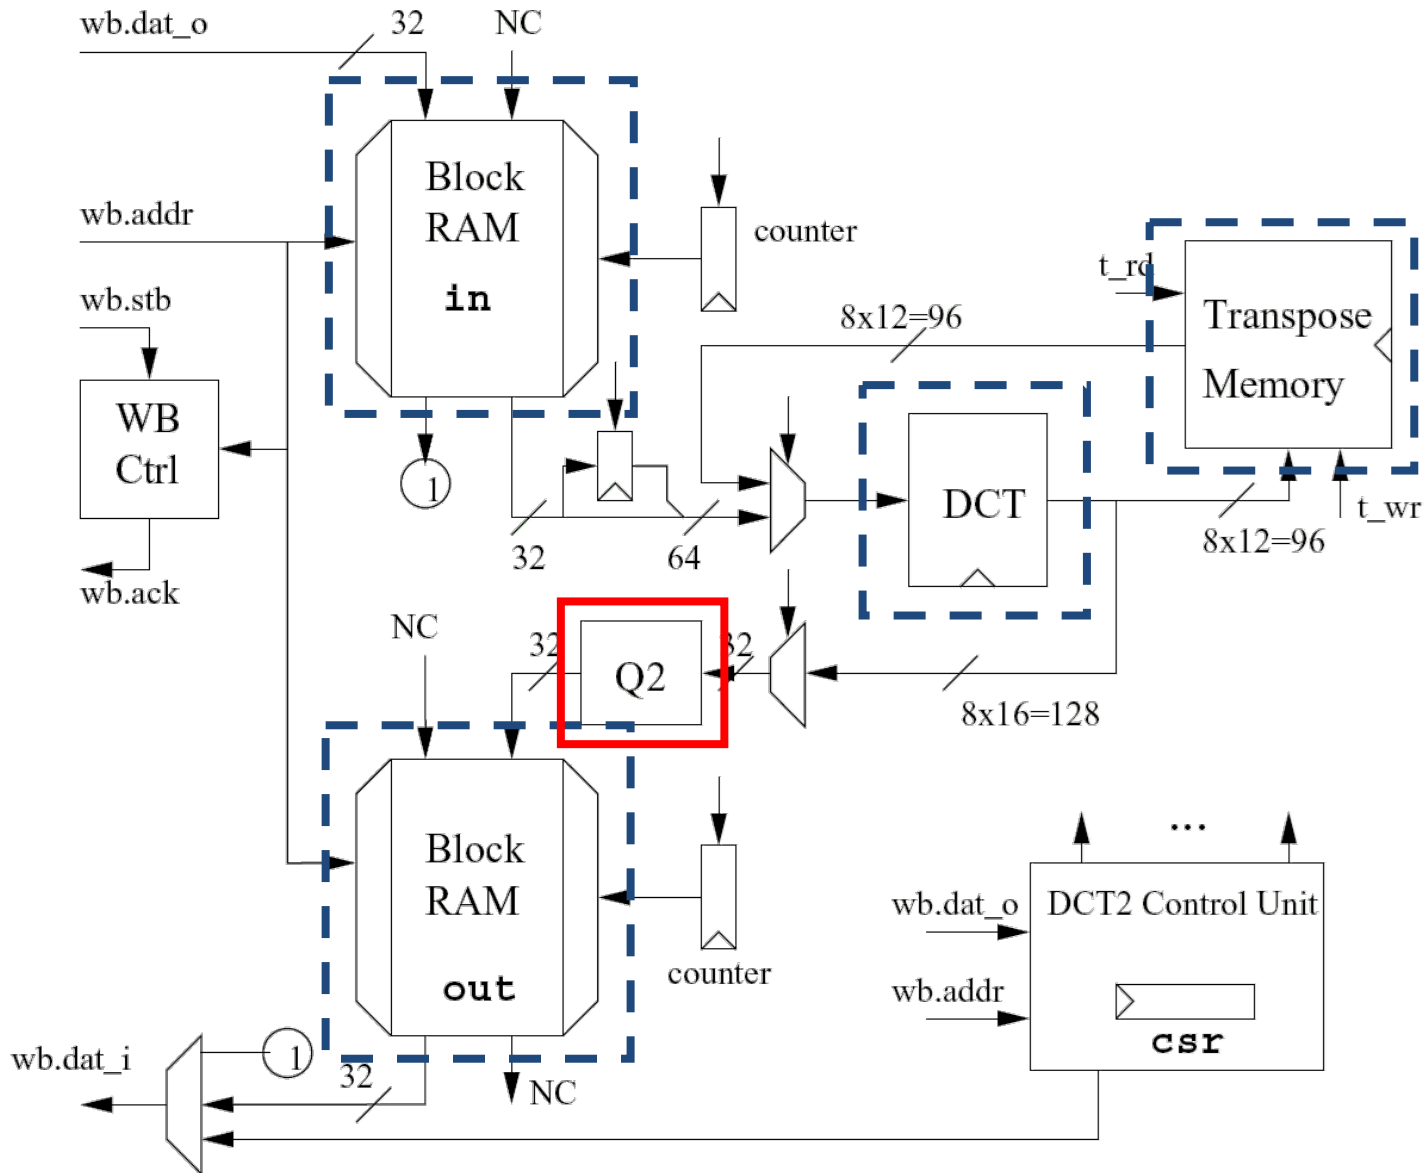 wb.dat_o
32
NC
Block
RAM
in
wb.addr
counter
t_rd
Transpose
Memory
wb.stb
8x12=96
WB
Ctrl
1
DCT
t_wr
32
64
8x12=96
wb.ack
NC
32
Q2
32
8x16=128
Block
RAM
out
counter
...
DCT2 Control Unit
wb.dat_o
wb.addr
csr
wb.dat_i
1
32
NC